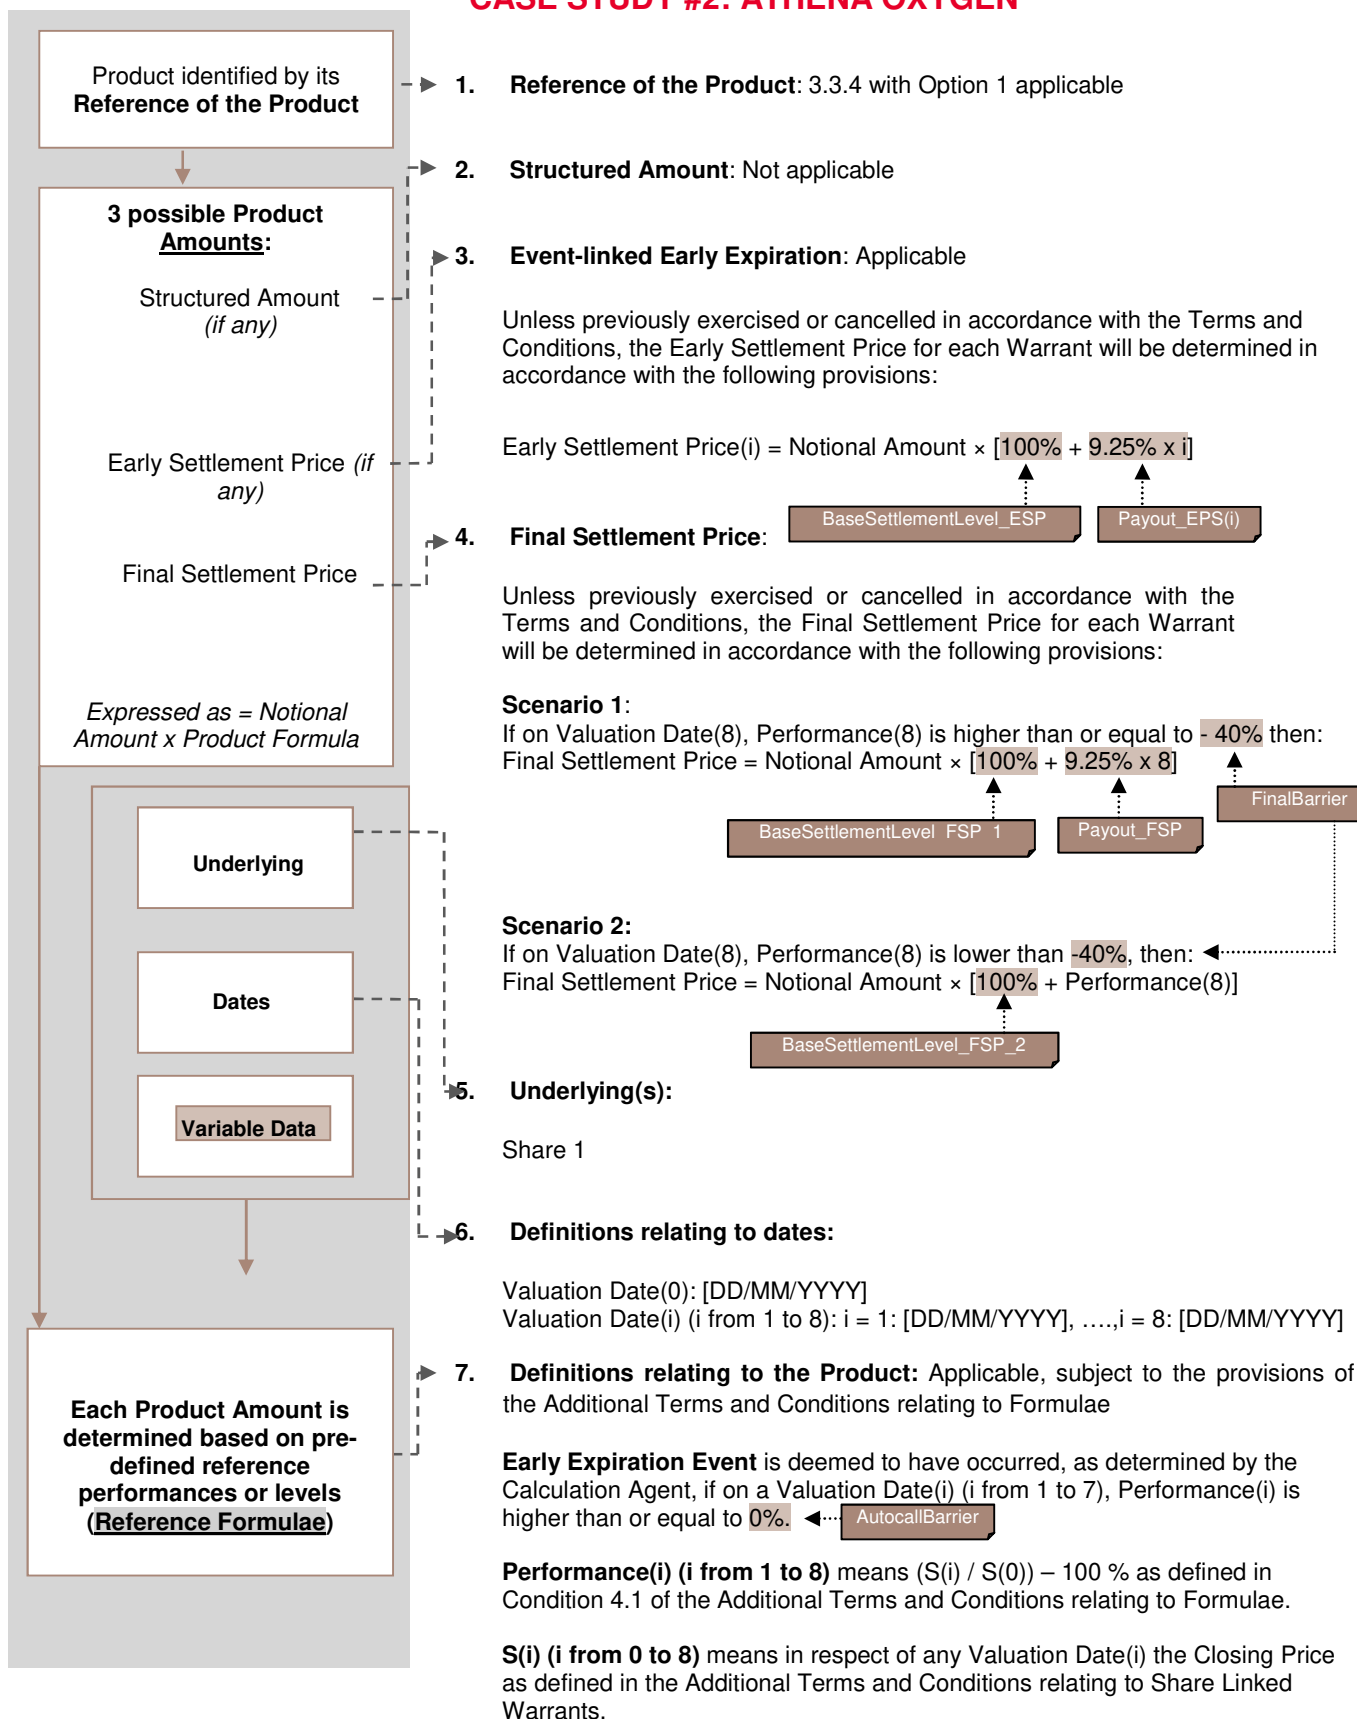 CASE STUDY #2: ATHENA OXYGEN
Product identified by its
Reference of the Product
3 possible Product
Amounts:
Structured Amount
(if any)
Early Settlement Price (if
any)
Final Settlement Price
Expressed as = Notional
Amount x Product Formula
Underlying
Dates
Variable Data
Each Product Amount is
determined based on pre-
defined reference
performances or levels
(Reference Formulae)
1. Reference of the Product: 3.3.4 with Option 1 applicable
2. Structured Amount: Not applicable
3. Event-linked Early Expiration: Applicable
Unless previously exercised or cancelled in accordance with the Terms and
Conditions, the Early Settlement Price for each Warrant will be determined in
accordance with the following provisions:
Early Settlement Price(i) = Notional Amount × [100% + 9.25% x i]
BaseSettlementLevel_ESP
Payout_EPS(i)
4. Final Settlement Price:
Unless previously exercised or cancelled in accordance with the
Terms and Conditions, the Final Settlement Price for each Warrant
will be determined in accordance with the following provisions:
Scenario 1:
If on Valuation Date(8), Performance(8) is higher than or equal to - 40% then:
Final Settlement Price = Notional Amount × [100% + 9.25% x 8]
FinalBarrier
BaseSettlementLevel_FSP_1
Payout_FSP
Scenario 2:
If on Valuation Date(8), Performance(8) is lower than -40%, then:
Final Settlement Price = Notional Amount × [100% + Performance(8)]
BaseSettlementLevel_FSP_2
5. Underlying(s):
Share 1
6. Definitions relating to dates:
Valuation Date(0): [DD/MM/YYYY]
Valuation Date(i) (i from 1 to 8): i = 1: [DD/MM/YYYY], ….,i = 8: [DD/MM/YYYY]
7. Definitions relating to the Product: Applicable, subject to the provisions of
the Additional Terms and Conditions relating to Formulae
Early Expiration Event is deemed to have occurred, as determined by the
Calculation Agent, if on a Valuation Date(i) (i from 1 to 7), Performance(i) is
higher than or equal to 0%.
AutocallBarrier
Performance(i) (i from 1 to 8) means (S(i) / S(0)) – 100 % as defined in
Condition 4.1 of the Additional Terms and Conditions relating to Formulae.
S(i) (i from 0 to 8) means in respect of any Valuation Date(i) the Closing Price
as defined in the Additional Terms and Conditions relating to Share Linked
Warrants.